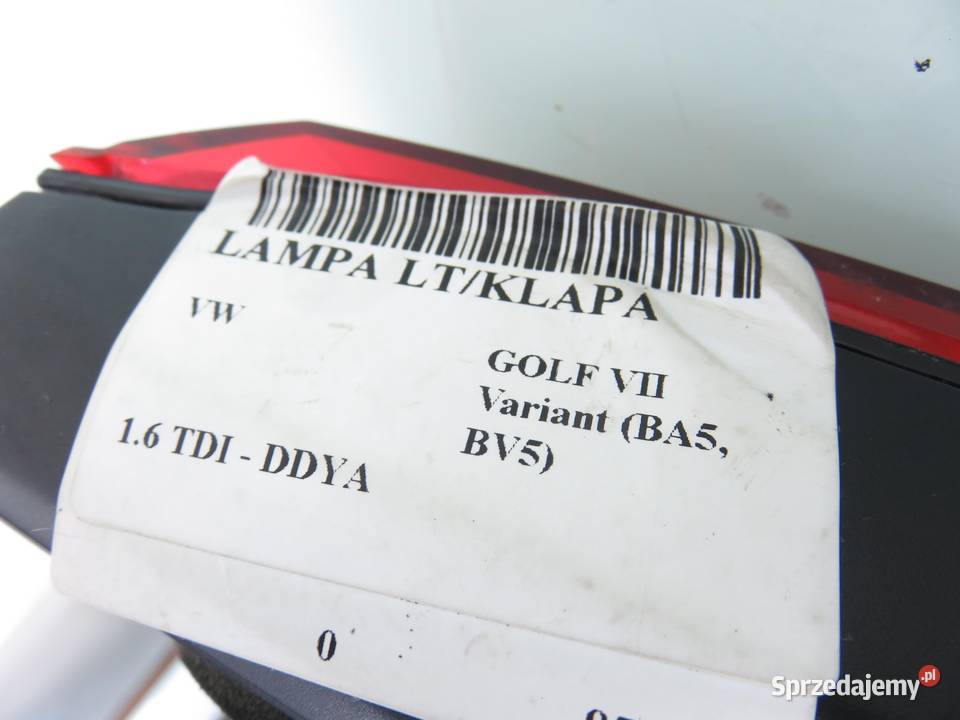 LAMPA LT/KLAPA
VW
GOLF VII
Variant (BA5,
BV5)
1.6 TDI - DDYA
0
Sprzedajemy.pl